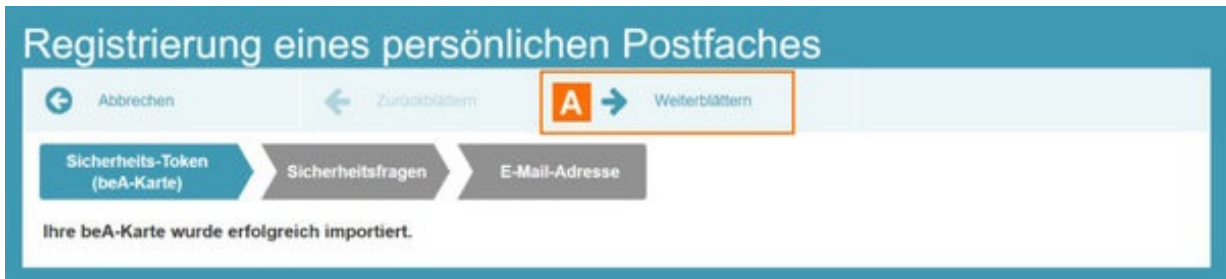 Registrierung eines persönlichen Postfaches
Abbrechen
Zurückblättern
A
Weiterblättern
Sicherheits-Token
(beA-Karte)
Sicherheitsfragen
E-Mail-Adresse
Ihre beA-Karte wurde erfolgreich importiert.